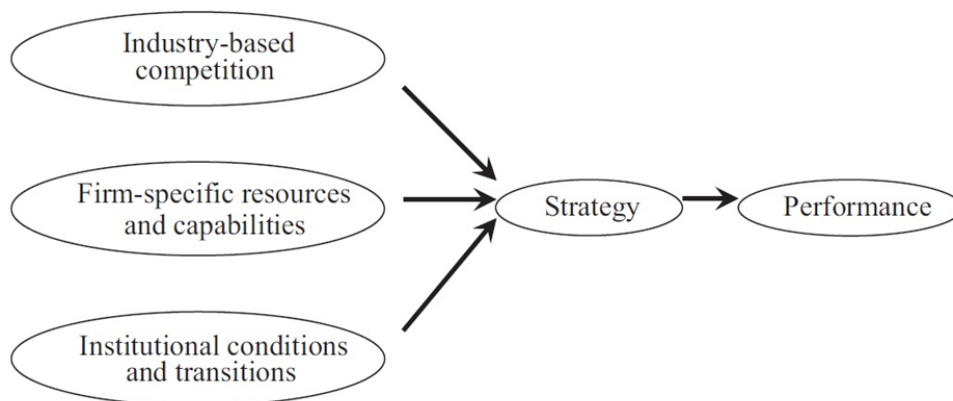 Industry-based
competition
Firm-specific resources
and capabilities
Institutional conditions
and transitions
Strategy
Performance